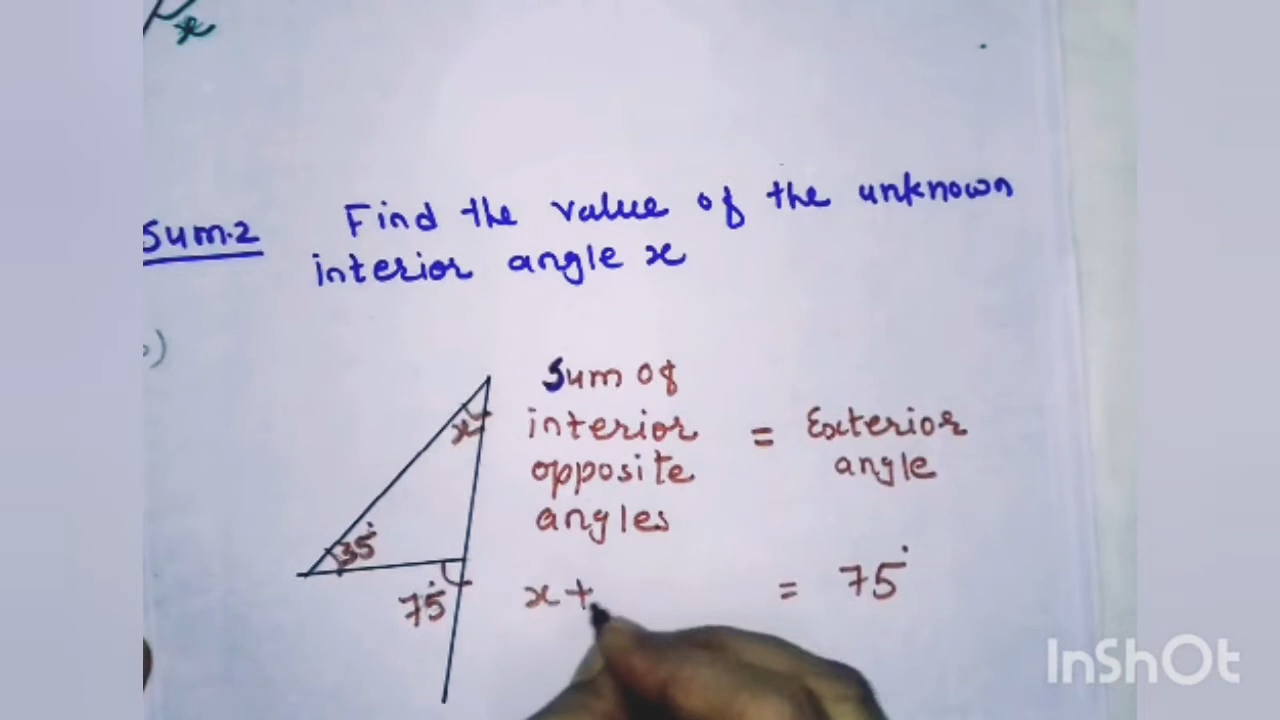 x
Sum.2 Find the value of the unknown
interior angle x
)
Sum of
interior
opposite
angles
= Exterior
angle
x
35°
75°
x + = 75°
InShOt